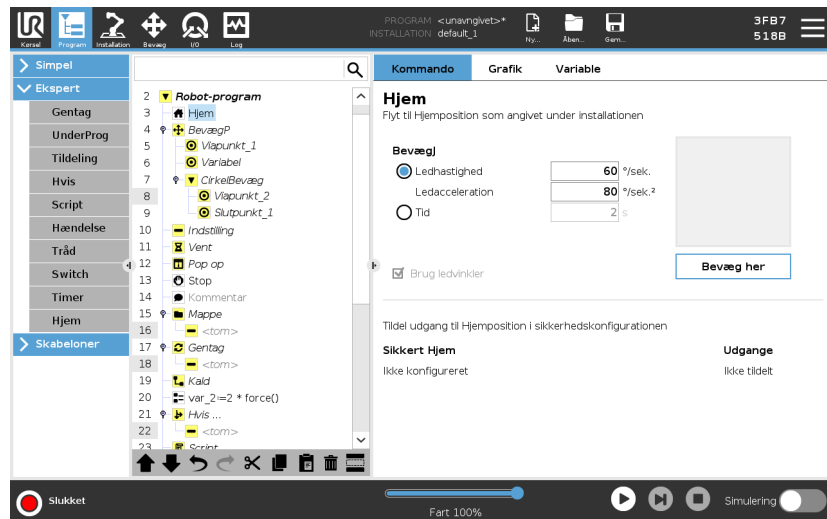 PROGRAM <unavngivet>*
INSTALLATION default_1
3FB7
518B
Kørsel
Program
Installation
Bevæg
I/O
Log
Ny...
Åben...
Gem...
Simpel
Ekspert
Gentag
UnderProg
Tildeling
Hvis
Script
Hændelse
Tråd
Switch
Timer
Hjem
Skabeloner
2 Robot-program
3 Hjem
4 BevægP
5 Viapunkt_1
6 Variabel
7 CirkelBevæg
8 Viapunkt_2
9 Slutpunkt_1
10 Indstilling
11 Vent
12 Pop op
13 Stop
14 Kommentar
15 Mappe
16 <tom>
17 Gentag
18 <tom>
19 Kald
20 var_2≔2 * force()
21 Hvis ...
22 <tom>
23 Script
Kommando
Grafik
Variable
Hjem
Flyt til Hjemposition som angivet under installationen
BevægJ
Ledhastighed 60 °/sek.
Ledacceleration 80 °/sek.²
Tid 2 s
Bevæg her
Brug ledvinkler
Tildel udgang til Hjemposition i sikkerhedskonfigurationen
Sikkert Hjem Udgange
Ikke konfigureret Ikke tildelt
Slukket
Fart 100%
Simulering